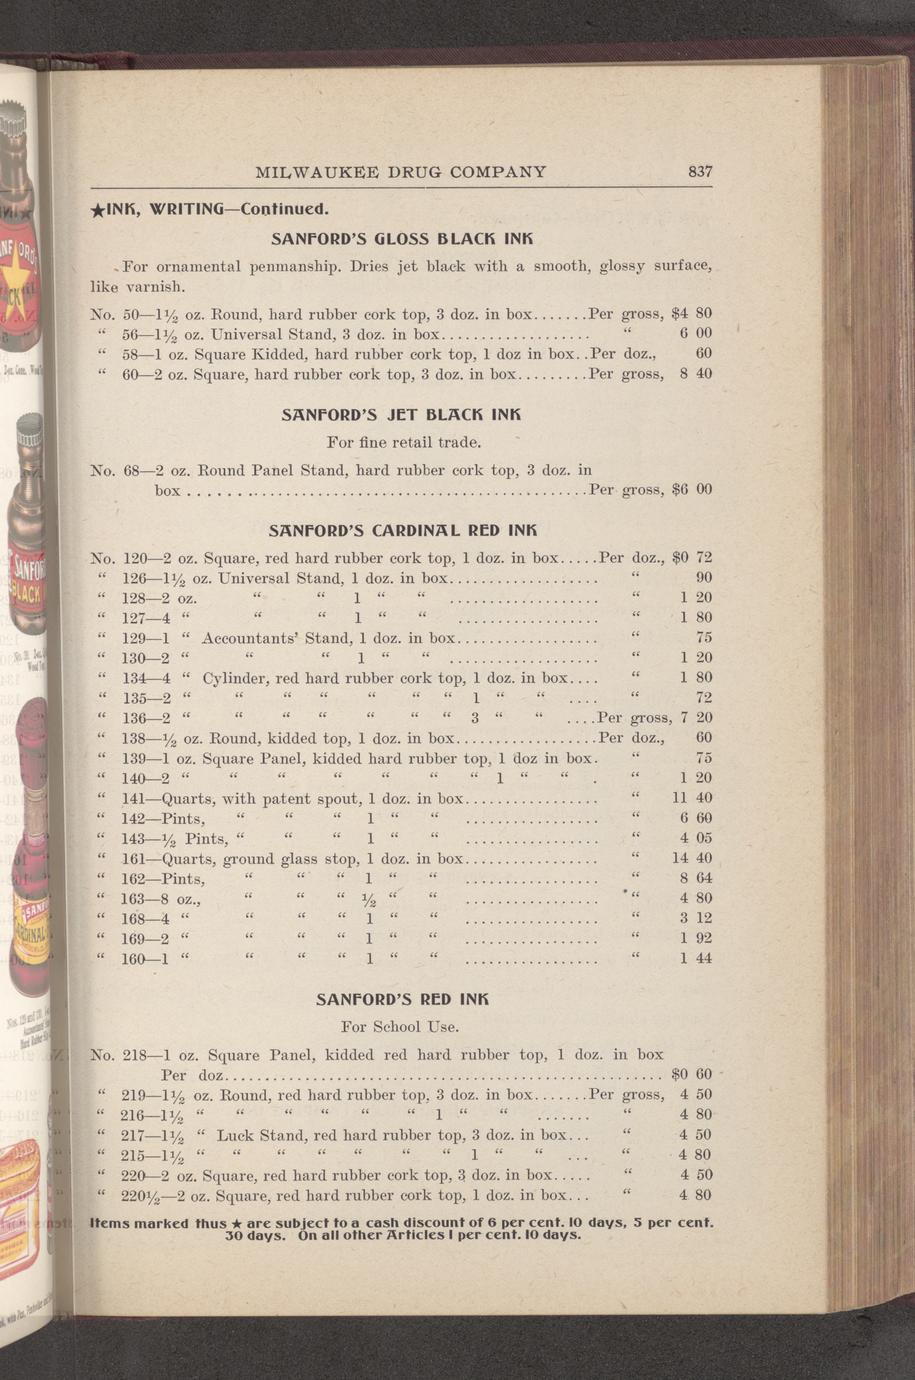 MILWAUKEE DRUG COMPANY 837
★INK, WRITING—Continued.
SANFORD'S GLOSS BLACK INK
For ornamental penmanship. Dries jet black with a smooth, glossy surface,
like varnish.
No. 50—1½ oz. Round, hard rubber cork top, 3 doz. in box.......Per gross, $4 80
“ 56—1½ oz. Universal Stand, 3 doz. in box.................. “ 6 00
“ 58—1 oz. Square Kidded, hard rubber cork top, 1 doz in box..Per doz., 60
“ 60—2 oz. Square, hard rubber cork top, 3 doz. in box.........Per gross, 8 40
SANFORD'S JET BLACK INK
For fine retail trade.
No. 68—2 oz. Round Panel Stand, hard rubber cork top, 3 doz. in
box ................................................Per gross, $6 00
SANFORD'S CARDINAL RED INK
No. 120—2 oz. Square, red hard rubber cork top, 1 doz. in box.....Per doz., $0 72
“ 126—1½ oz. Universal Stand, 1 doz. in box................... “ 90
“ 128—2 oz. “ “ 1 “ “ ................... “ 1 20
“ 127—4 “ “ “ 1 “ “ .................. “ 1 80
“ 129—1 “ Accountants' Stand, 1 doz. in box.................. “ 75
“ 130—2 “ “ “ 1 “ “ ................... “ 1 20
“ 134—4 “ Cylinder, red hard rubber cork top, 1 doz. in box.... “ 1 80
“ 135—2 “ “ “ “ “ “ “ 1 “ “ .... “ 72
“ 136—2 “ “ “ “ “ “ “ 3 “ “ ....Per gross, 7 20
“ 138—½ oz. Round, kidded top, 1 doz. in box..................Per doz., 60
“ 139—1 oz. Square Panel, kidded hard rubber top, 1 doz in box. “ 75
“ 140—2 “ “ “ “ “ “ “ 1 “ “ . “ 1 20
“ 141—Quarts, with patent spout, 1 doz. in box................. “ 11 40
“ 142—Pints, “ “ “ 1 “ “ ................. “ 6 60
“ 143—½ Pints, “ “ “ 1 “ “ ................. “ 4 05
“ 161—Quarts, ground glass stop, 1 doz. in box................. “ 14 40
“ 162—Pints, “ “ “ 1 “ “ ................. “ 8 64
“ 163—8 oz., “ “ “ ½ “ “ ................. “ 4 80
“ 168—4 “ “ “ “ 1 “ “ ................. “ 3 12
“ 169—2 “ “ “ “ 1 “ “ ................. “ 1 92
“ 160—1 “ “ “ “ 1 “ “ ................. “ 1 44
SANFORD'S RED INK
For School Use.
No. 218—1 oz. Square Panel, kidded red hard rubber top, 1 doz. in box
Per doz....................................................... $0 60
“ 219—1½ oz. Round, red hard rubber top, 3 doz. in box.......Per gross, 4 50
“ 216—1½ “ “ “ “ “ “ 1 “ “ ....... “ 4 80
“ 217—1½ “ Luck Stand, red hard rubber top, 3 doz. in box... “ 4 50
“ 215—1½ “ “ “ “ “ “ “ 1 “ “ ... “ 4 80
“ 220—2 oz. Square, red hard rubber cork top, 3 doz. in box..... “ 4 50
“ 220½—2 oz. Square, red hard rubber cork top, 1 doz. in box... “ 4 80
Items marked thus ★ are subject to a cash discount of 6 per cent. 10 days, 5 per cent.
30 days. On all other Articles 1 per cent. 10 days.